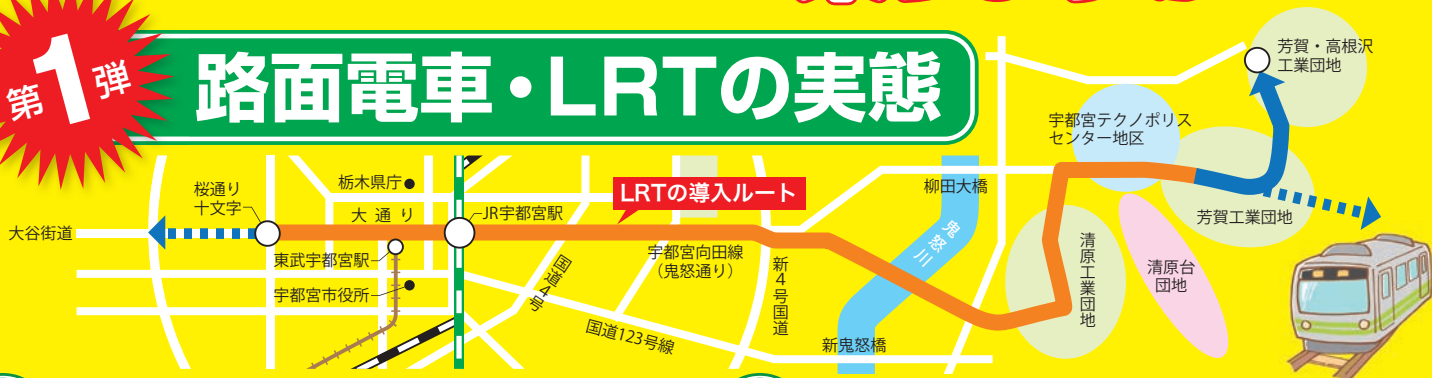 第1弾
路面電車・LRTの実態
芳賀・高根沢
工業団地
宇都宮テクノポリス
センター地区
桜通り
十文字
栃木県庁
大通り
JR宇都宮駅
LRTの導入ルート
柳田大橋
芳賀工業団地
大谷街道
東武宇都宮駅
宇都宮市役所
国道4号
宇都宮向田線
(鬼怒通り)
新4号国道
鬼怒川
清原工業団地
清原台
団地
国道123号線
新鬼怒橋